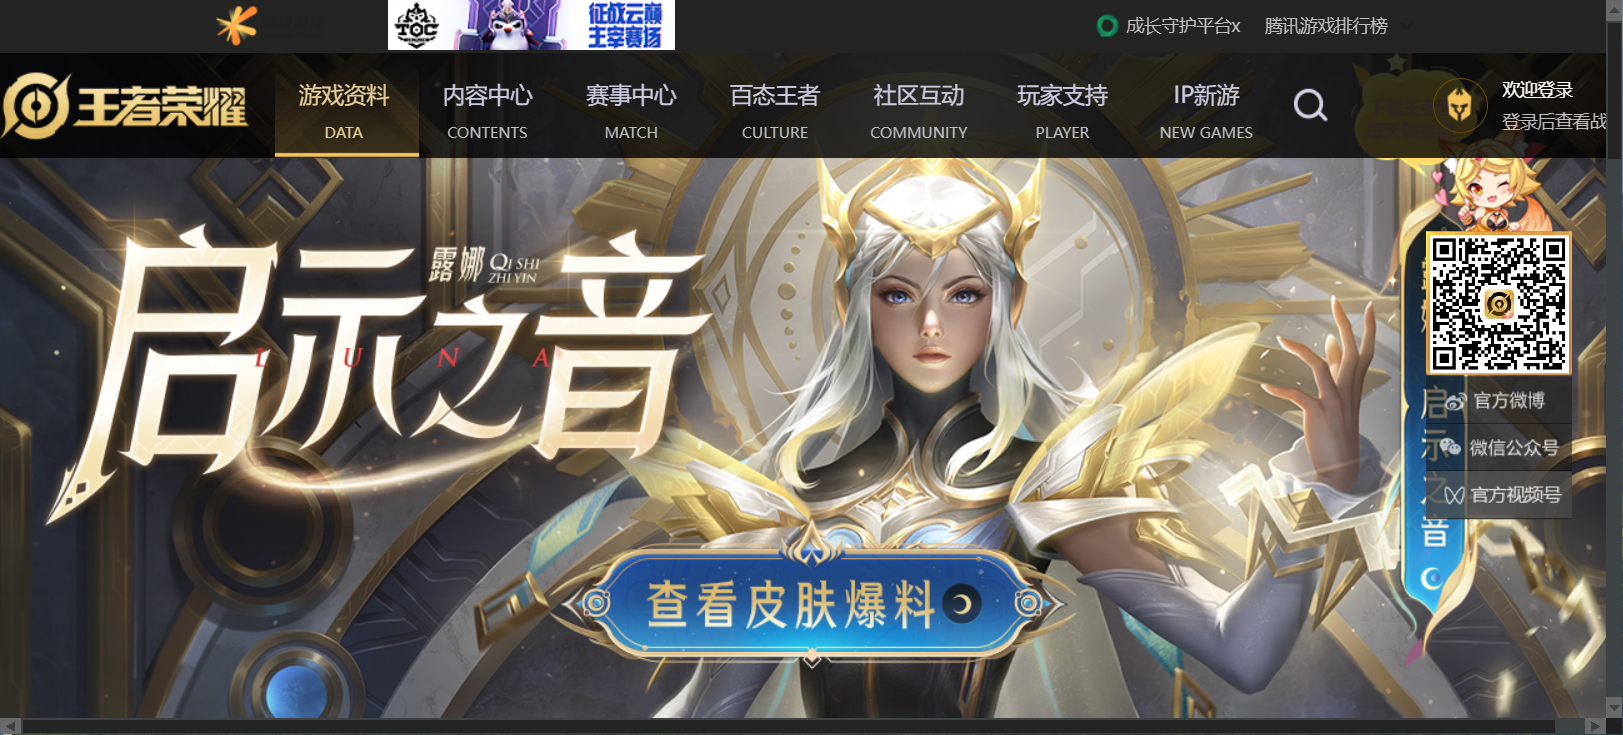 TOC
征战云巅
主宰赛场
成长守护平台x
腾讯游戏排行榜
王者荣耀
游戏资料
DATA
内容中心
CONTENTS
赛事中心
MATCH
百态王者
CULTURE
社区互动
COMMUNITY
玩家支持
PLAYER
IP新游
NEW GAMES
欢迎登录
登录后查看战
露娜 QI SHI
ZHI YIN
启示之音
LUNA
查看皮肤爆料
启示之音
官方微博
微信公众号
官方视频号